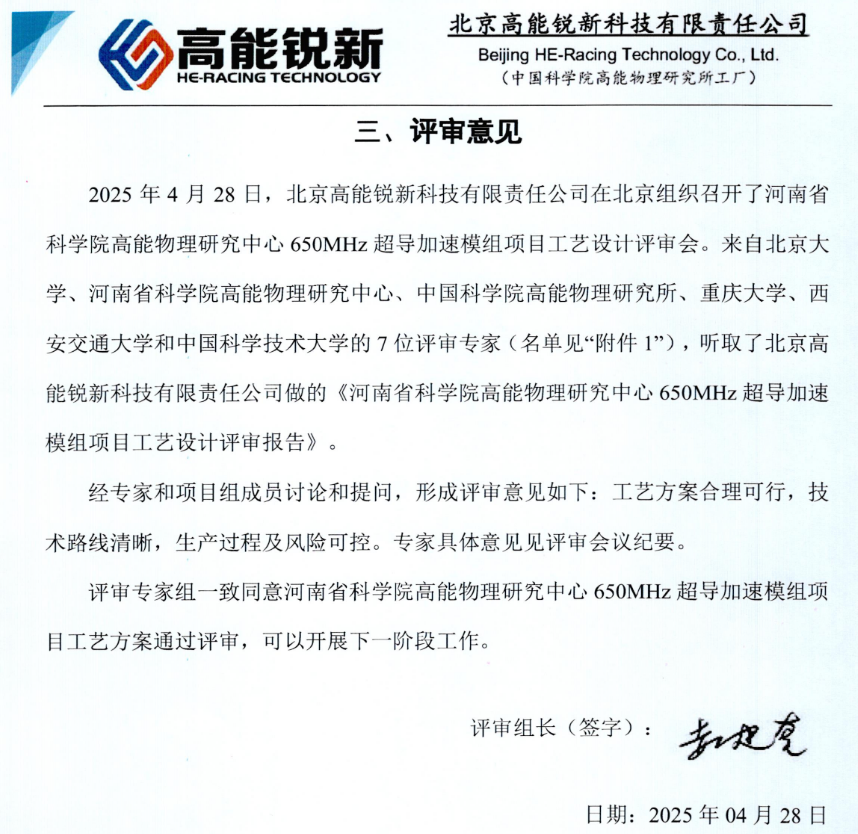 高能锐新
HE-RACING TECHNOLOGY
北京高能锐新科技有限责任公司
Beijing HE-Racing Technology Co., Ltd.
（中国科学院高能物理研究所工厂）
三、评审意见
2025 年 4 月 28 日，北京高能锐新科技有限责任公司在北京组织召开了河南省
科学院高能物理研究中心 650MHz 超导加速模组项目工艺设计评审会。来自北京大
学、河南省科学院高能物理研究中心、中国科学院高能物理研究所、重庆大学、西
安交通大学和中国科学技术大学的 7 位评审专家（名单见“附件 1”），听取了北京高
能锐新科技有限责任公司做的《河南省科学院高能物理研究中心 650MHz 超导加速
模组项目工艺设计评审报告》。
经专家和项目组成员讨论和提问，形成评审意见如下：工艺方案合理可行，技
术路线清晰，生产过程及风险可控。专家具体意见见评审会议纪要。
评审专家组一致同意河南省科学院高能物理研究中心 650MHz 超导加速模组项
目工艺方案通过评审，可以开展下一阶段工作。
评审组长（签字）：
日期：2025 年 04 月 28 日